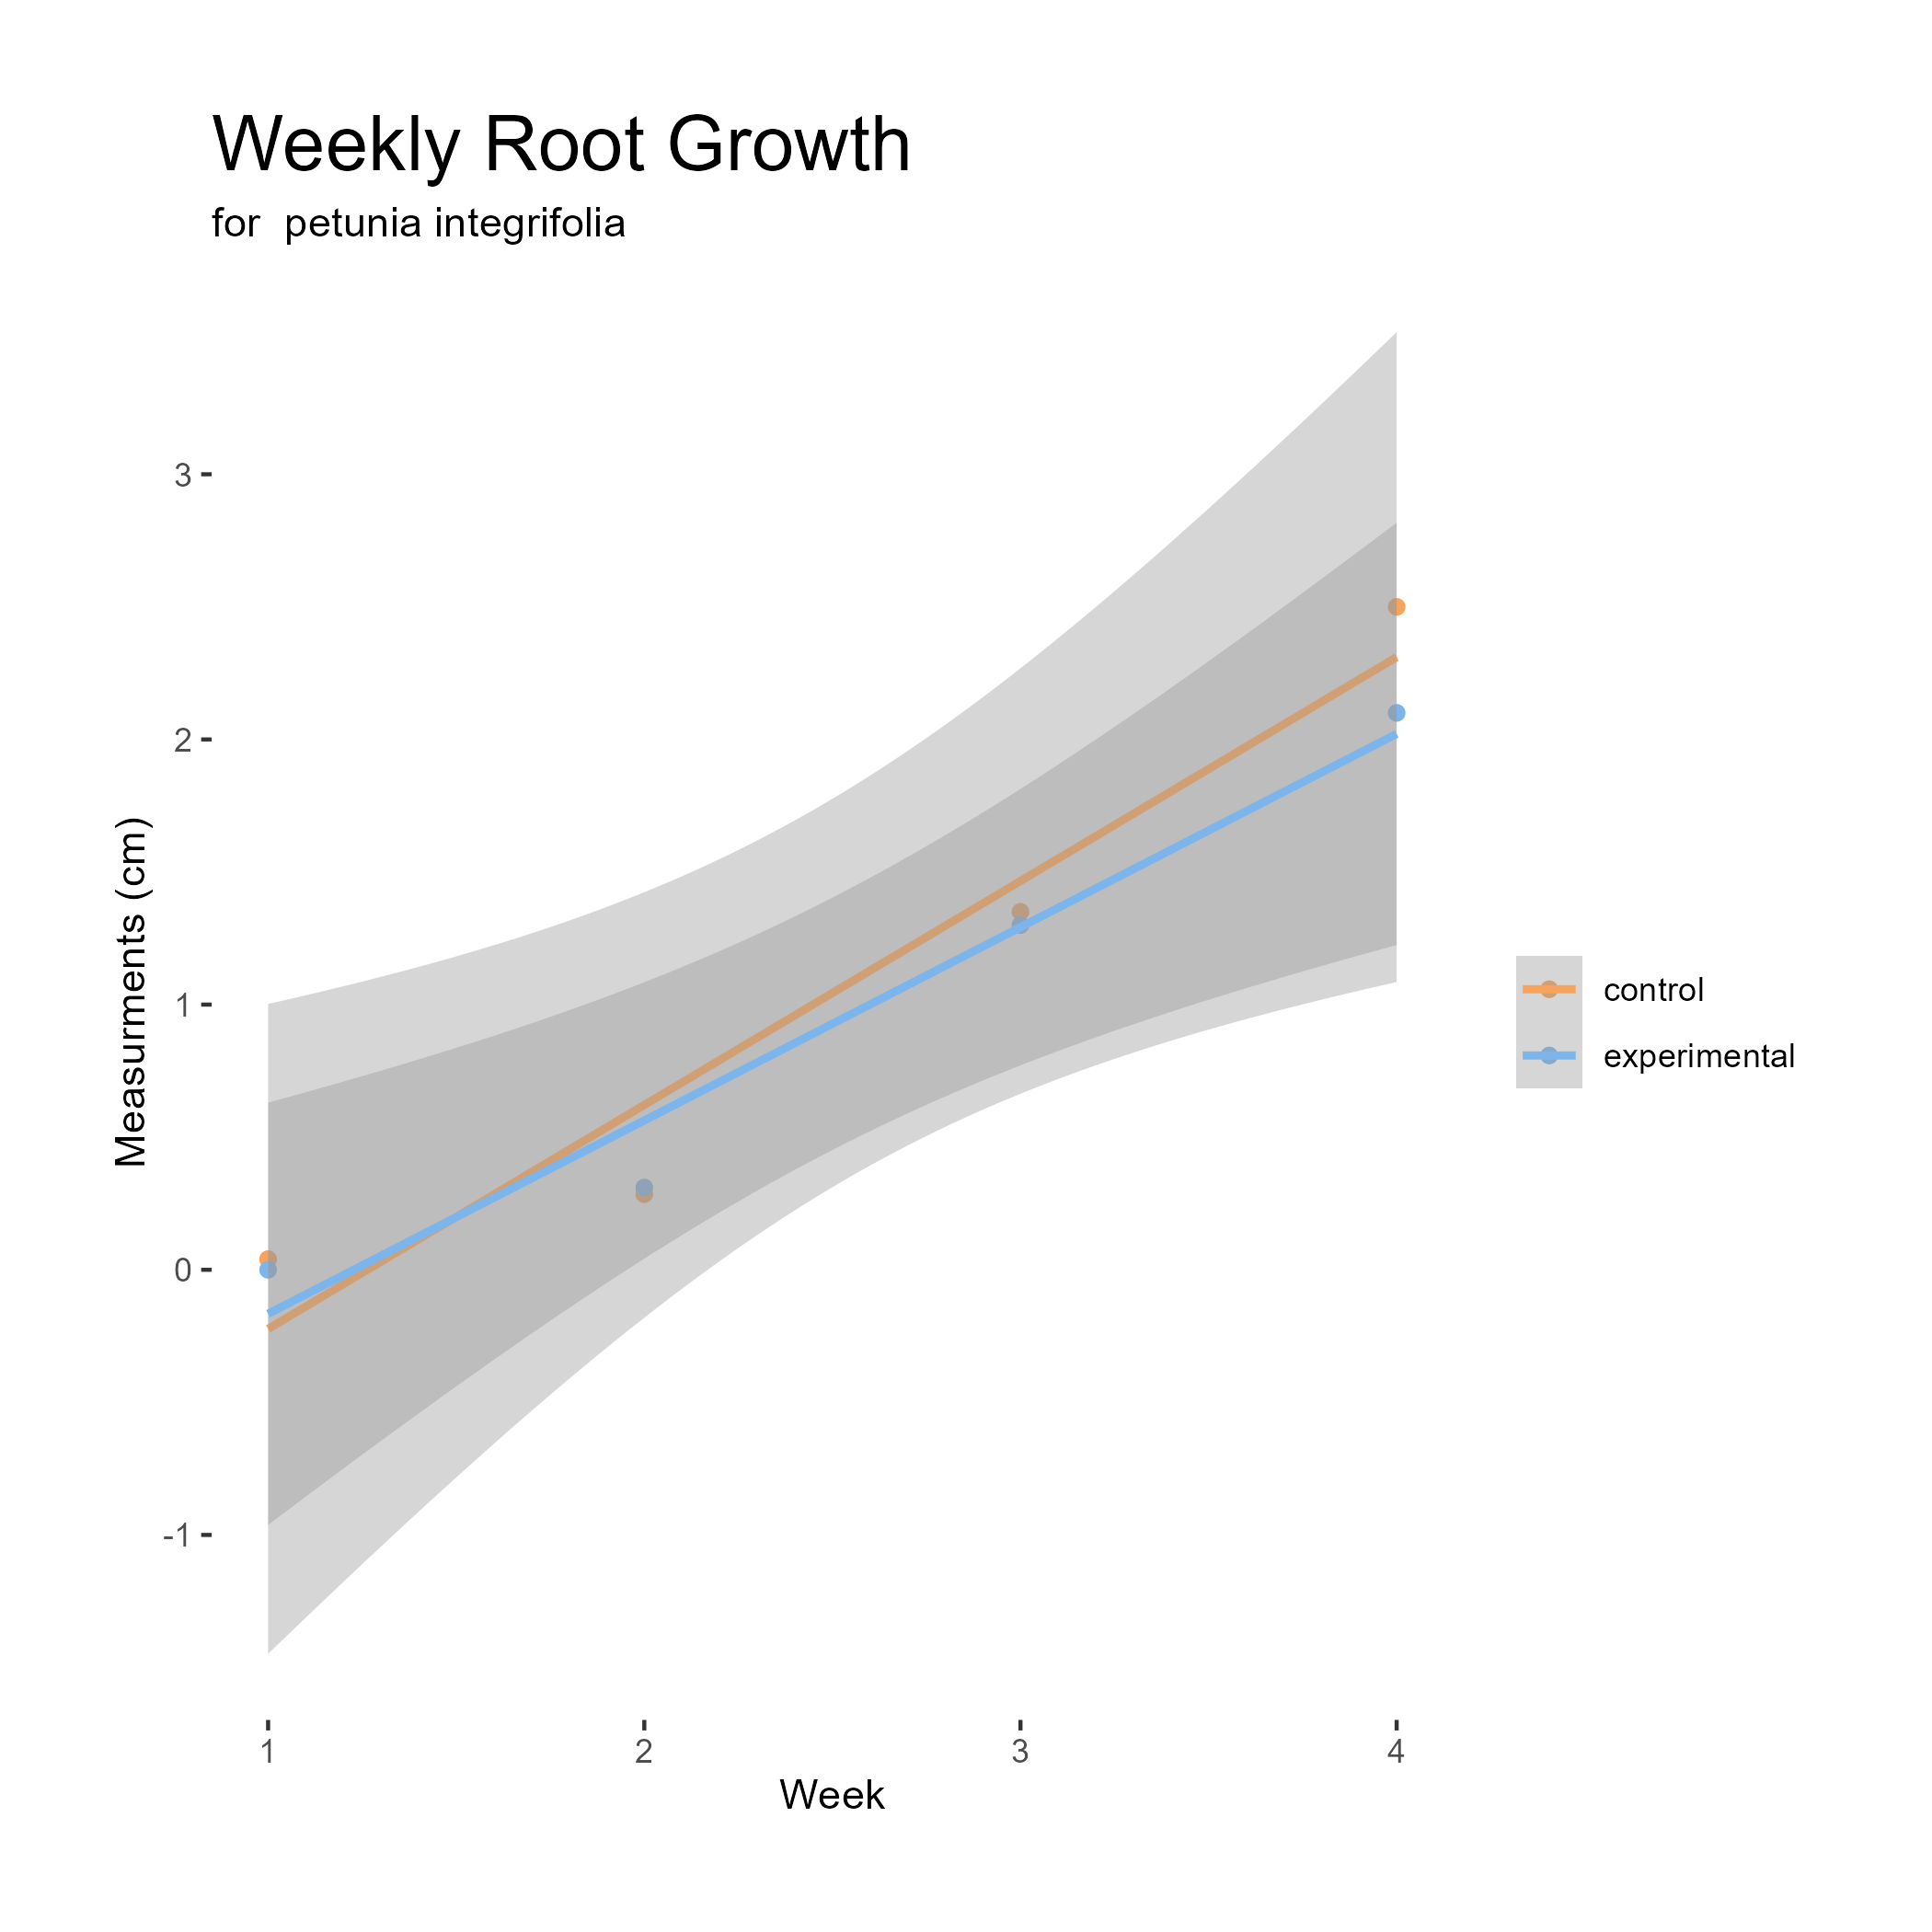 Weekly Root Growth
for  petunia integrifolia
Measurments (cm)
3
2
1
0
-1
1
2
3
4
Week
control
experimental